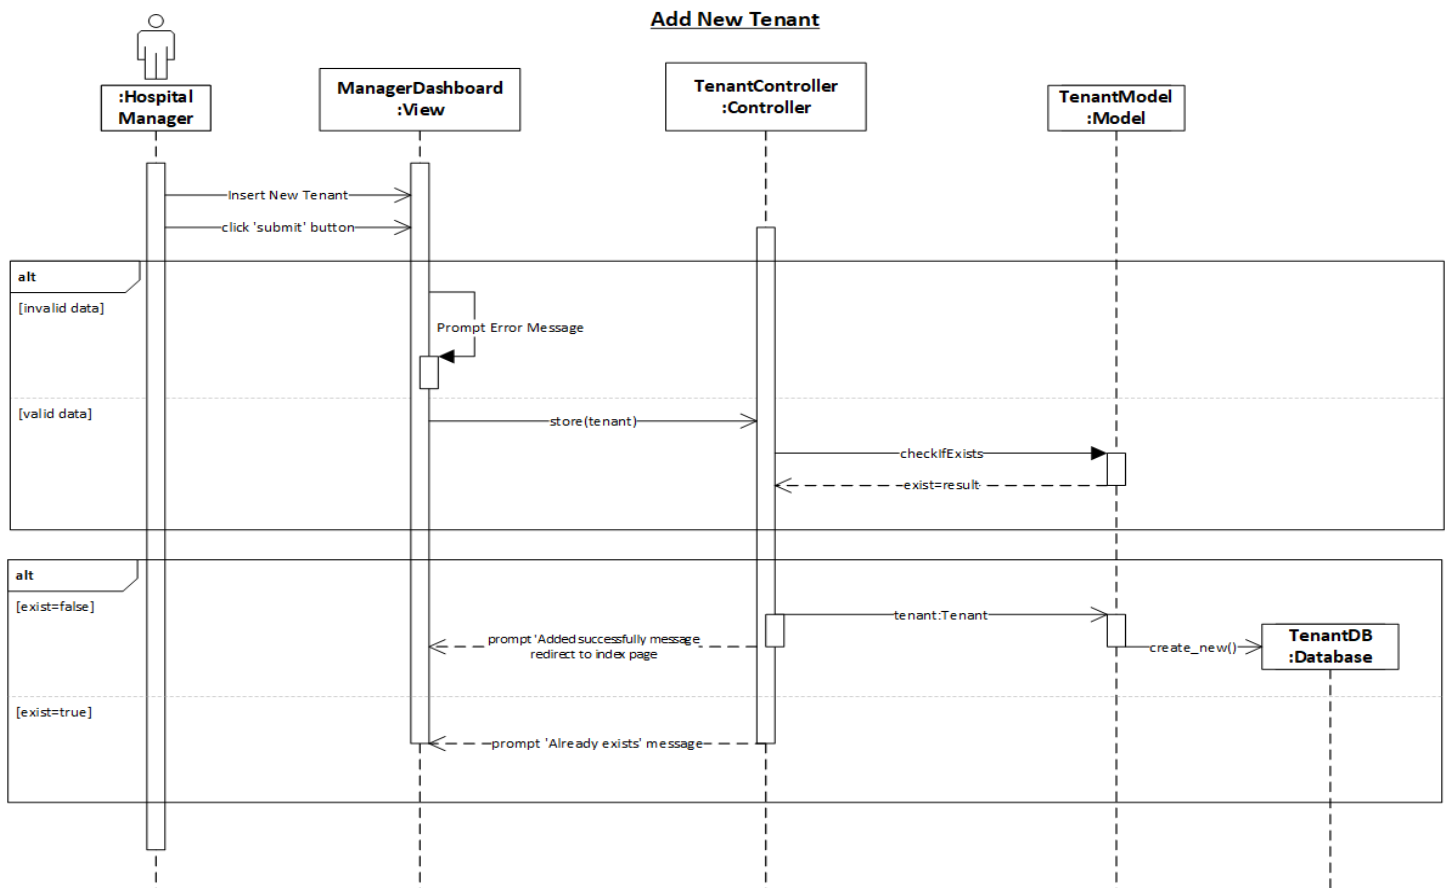 Add New Tenant
:Hospital
Manager
ManagerDashboard
:View
TenantController
:Controller
TenantModel
:Model
Insert New Tenant
click 'submit' button
alt
[invalid data]
Prompt Error Message
[valid data]
store(tenant)
checkIfExists
exist=result
alt
[exist=false]
tenant:Tenant
prompt 'Added successfully message
redirect to index page
create_new()
TenantDB
:Database
[exist=true]
prompt 'Already exists' message